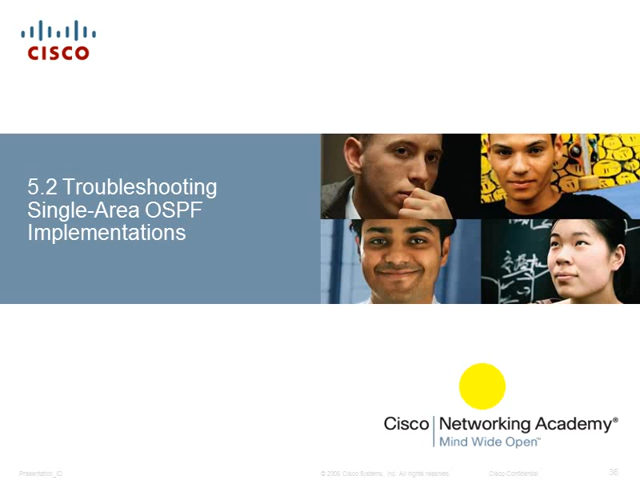 CISCO
5.2 Troubleshooting
Single-Area OSPF
Implementations
Cisco Networking Academy®
Mind Wide Open™
Presentation_ID © 2008 Cisco Systems, Inc. All rights reserved. Cisco Confidential 36